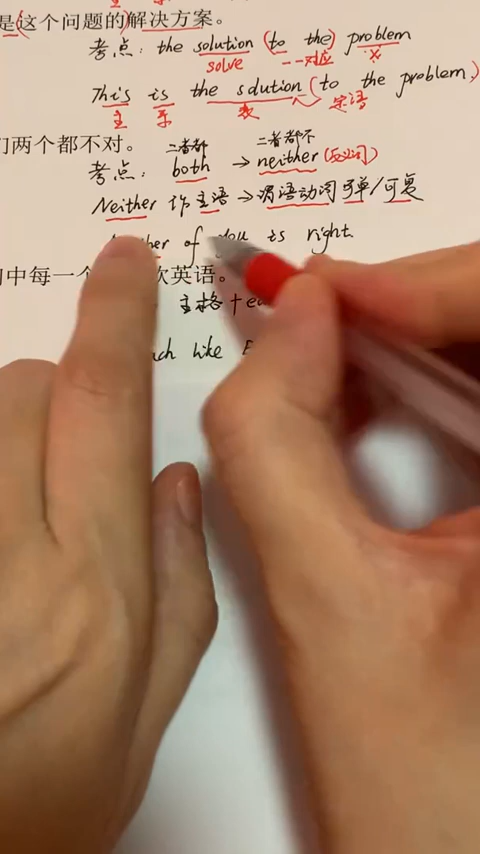 是这个问题的解决方案。
考点: the solution (to the) problem
solve 一一对应
This is the solution (to the problem.)
主 系 表 定语
们两个都不对。
二者都 二者都不
考点: both → neither (反义词)
Neither 作主语 → 谓语动词可单/可复
of you is right.
中每一个 欢英语。
主格 +
ach like E